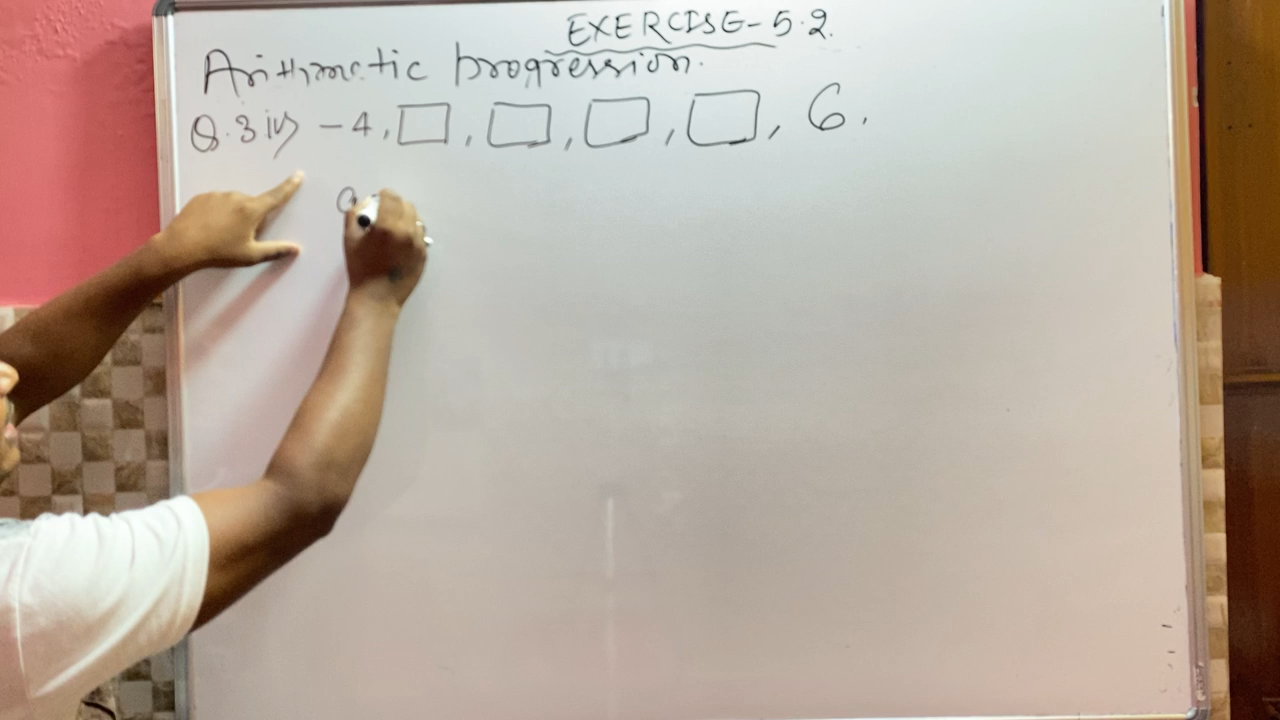 EXERCISE-5.2.
Arithmetic progression.
Q.3 iv) -4, □, □, □, □, 6.
a